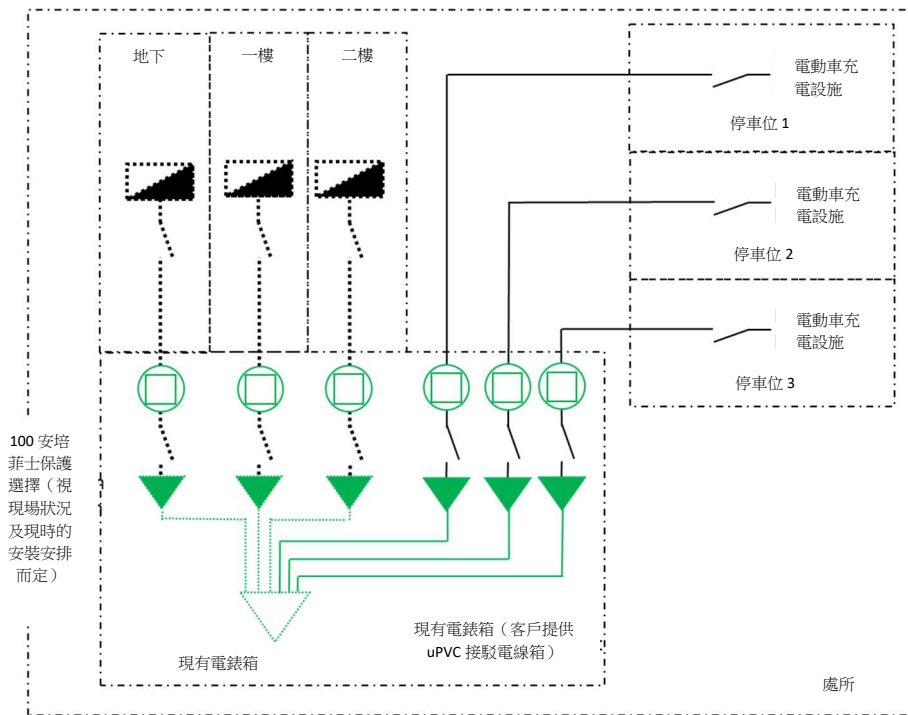 地下
一樓
二樓
電動車充
電設施
停車位 1
電動車充
電設施
停車位 2
電動車充
電設施
停車位 3
100 安培
菲士保護
選擇（視
現場狀況
及現時的
安裝安排
而定）
現有電錶箱
現有電錶箱（客戶提供
uPVC 接駁電線箱）
處所